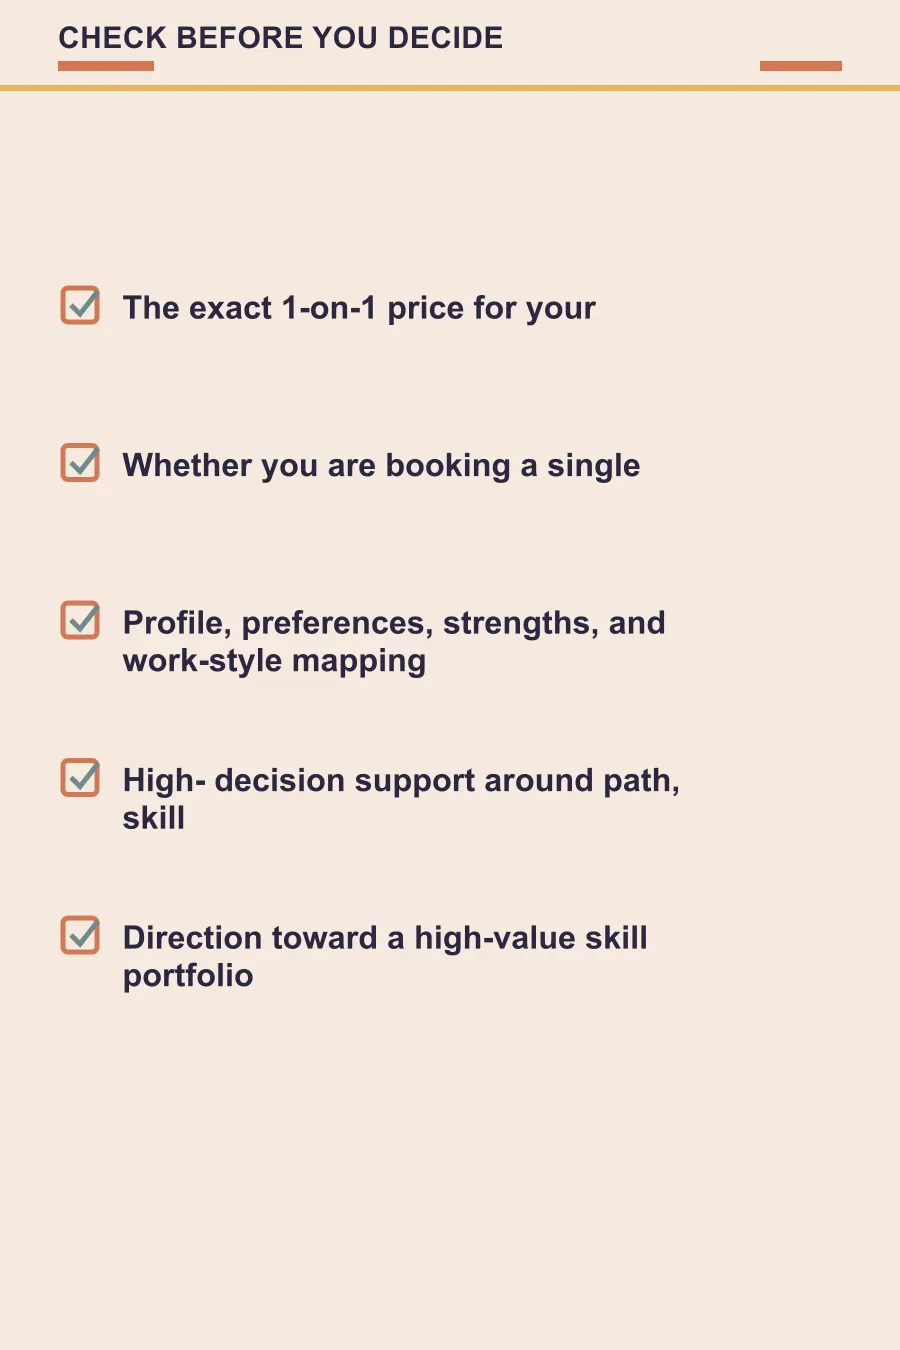 CHECK BEFORE YOU DECIDE
The exact 1-on-1 price for your
Whether you are booking a single
Profile, preferences, strengths, and
work-style mapping
High- decision support around path,
skill
Direction toward a high-value skill
portfolio